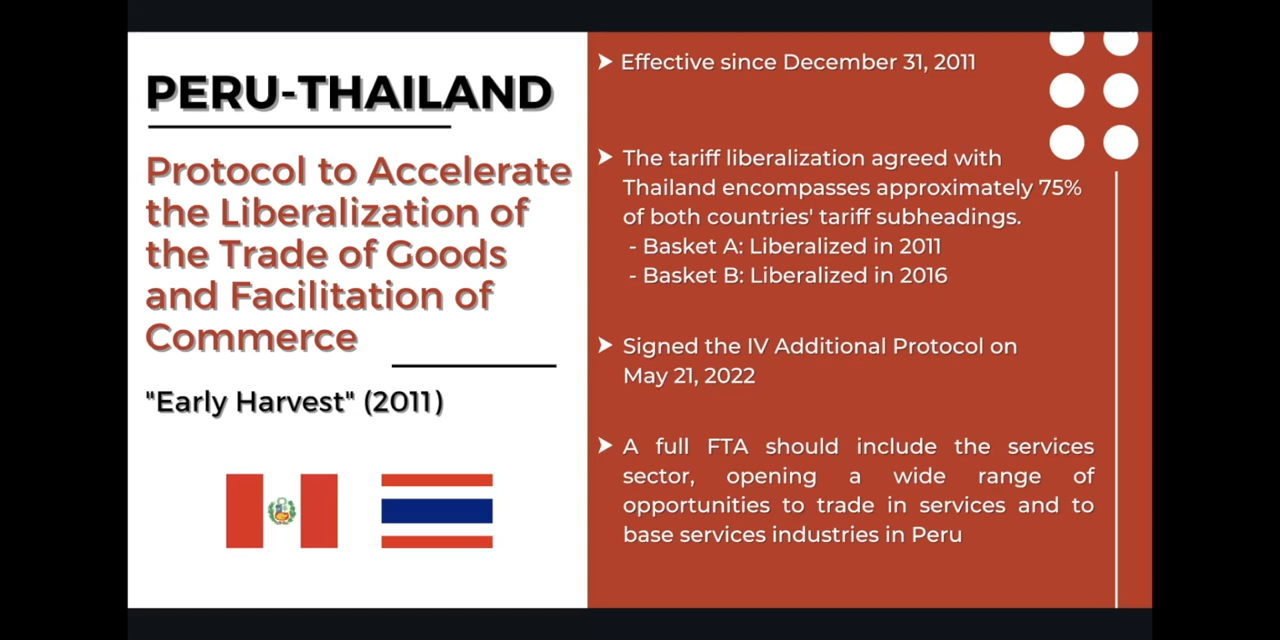 PERU-THAILAND
Protocol to Accelerate
the Liberalization of
the Trade of Goods
and Facilitation of
Commerce
"Early Harvest" (2011)
Effective since December 31, 2011
The tariff liberalization agreed with
Thailand encompasses approximately 75%
of both countries' tariff subheadings.
- Basket A: Liberalized in 2011
- Basket B: Liberalized in 2016
Signed the IV Additional Protocol on
May 21, 2022
A full FTA should include the services
sector, opening a wide range of
opportunities to trade in services and to
base services industries in Peru